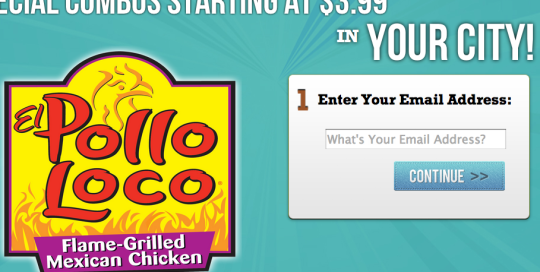 ECIAL COMBOS STARTING AT $3.99
IN YOUR CITY!
El
Pollo
Loco
Flame-Grilled
Mexican Chicken
1 Enter Your Email Address:
What's Your Email Address?
CONTINUE >>